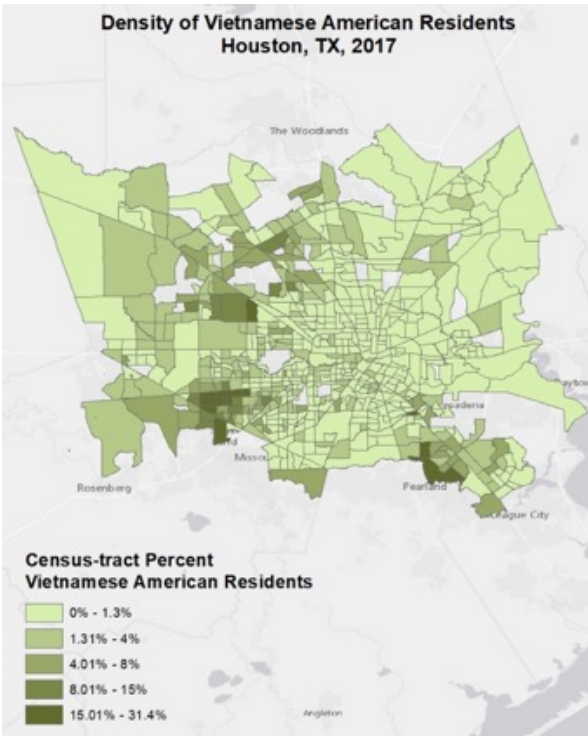 Density of Vietnamese American Residents
Houston, TX, 2017
The Woodlands
Missou
Rosenberg
Pearland
League City
Census-tract Percent
Vietnamese American Residents
0% - 1.3%
1.31% - 4%
4.01% - 8%
8.01% - 15%
15.01% - 31.4%
Angleton